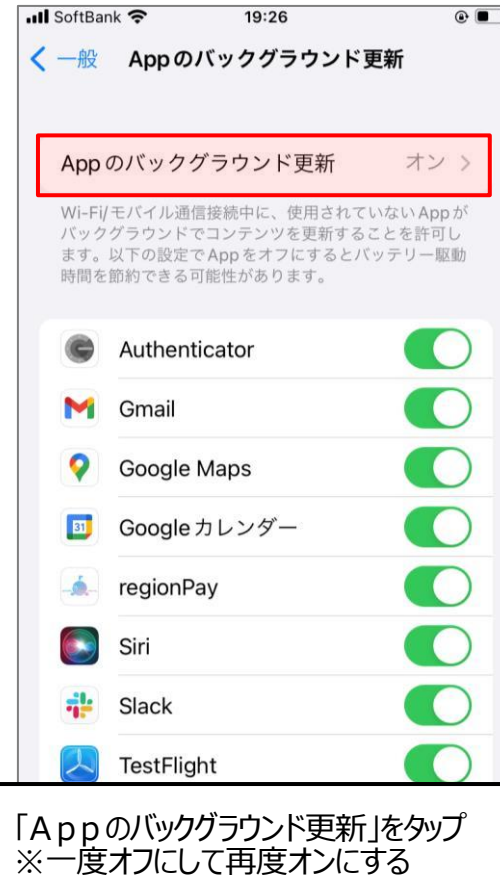 SoftBank 19:26
一般 Appのバックグラウンド更新
Appのバックグラウンド更新 オン
Wi-Fi/モバイル通信接続中に、使用されていないAppが
バックグラウンドでコンテンツを更新することを許可し
ます。以下の設定でAppをオフにするとバッテリー駆動
時間を節約できる可能性があります。
Authenticator
Gmail
Google Maps
31
Googleカレンダー
regionPay
Siri
Slack
TestFlight
「Ａｐｐのバックグラウンド更新」をタップ
※一度オフにして再度オンにする